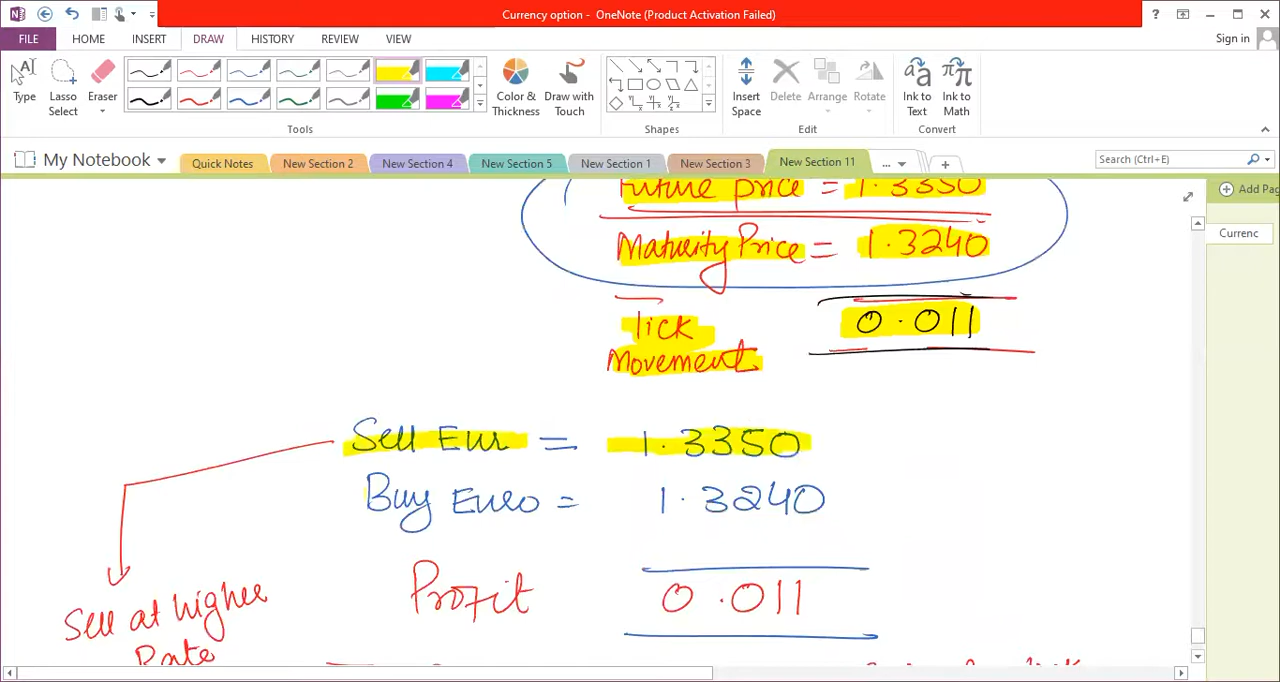 Currency option - OneNote (Product Activation Failed)
FILE HOME INSERT DRAW HISTORY REVIEW VIEW
Sign in
Type
Lasso Select
Eraser
Color & Thickness
Draw with Touch
Insert Space
Delete
Arrange
Rotate
Ink to Text
Ink to Math
Tools
Shapes
Edit
Convert
My Notebook
Quick Notes
New Section 2
New Section 4
New Section 5
New Section 1
New Section 3
New Section 11
...
Search (Ctrl+E)
Add Pag
Currenc
Future price = 1.3350
Maturity Price = 1.3240
Tick 0.011
Movement
Sell Eur = 1.3350
Buy Euro = 1.3240
Profit 0.011
Sell at higher
Rate